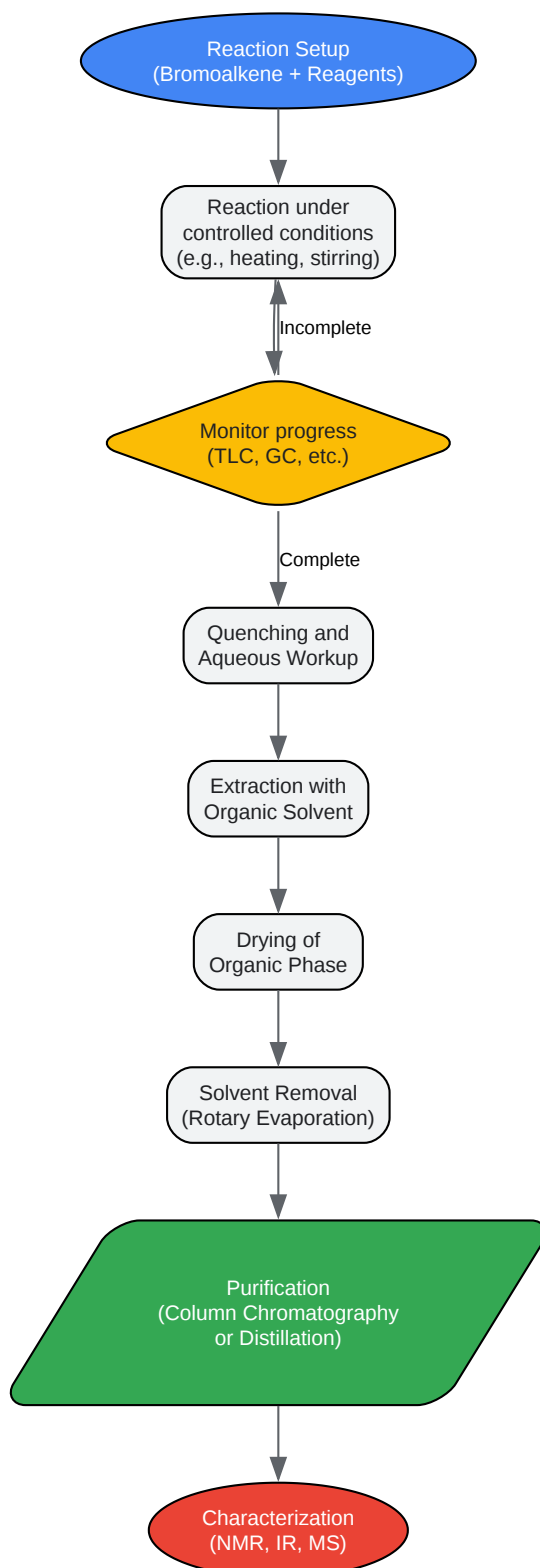 Reaction Setup
(Bromoalkene + Reagents)
Reaction under
controlled conditions
(e.g., heating, stirring)
Incomplete
Monitor progress
(TLC, GC, etc.)
Complete
Quenching and
Aqueous Workup
Extraction with
Organic Solvent
Drying of
Organic Phase
Solvent Removal
(Rotary Evaporation)
Purification
(Column Chromatography
or Distillation)
Characterization
(NMR, IR, MS)